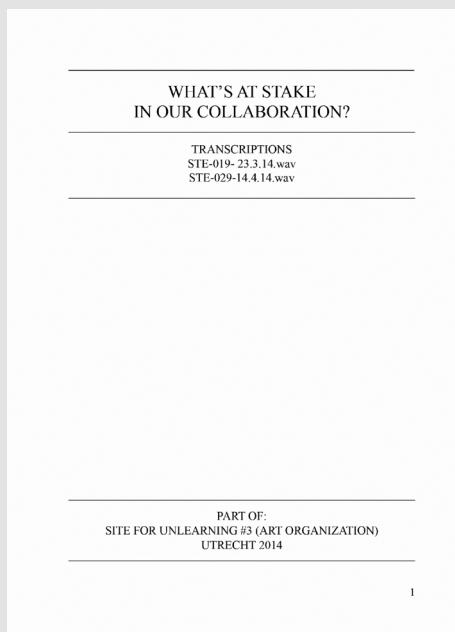 WHAT'S AT STAKE
IN OUR COLLABORATION?
TRANSCRIPTIONS
STE-019- 23.3.14.wav
STE-029-14.4.14.wav
PART OF:
SITE FOR UNLEARNING #3 (ART ORGANIZATION)
UTRECHT 2014
1